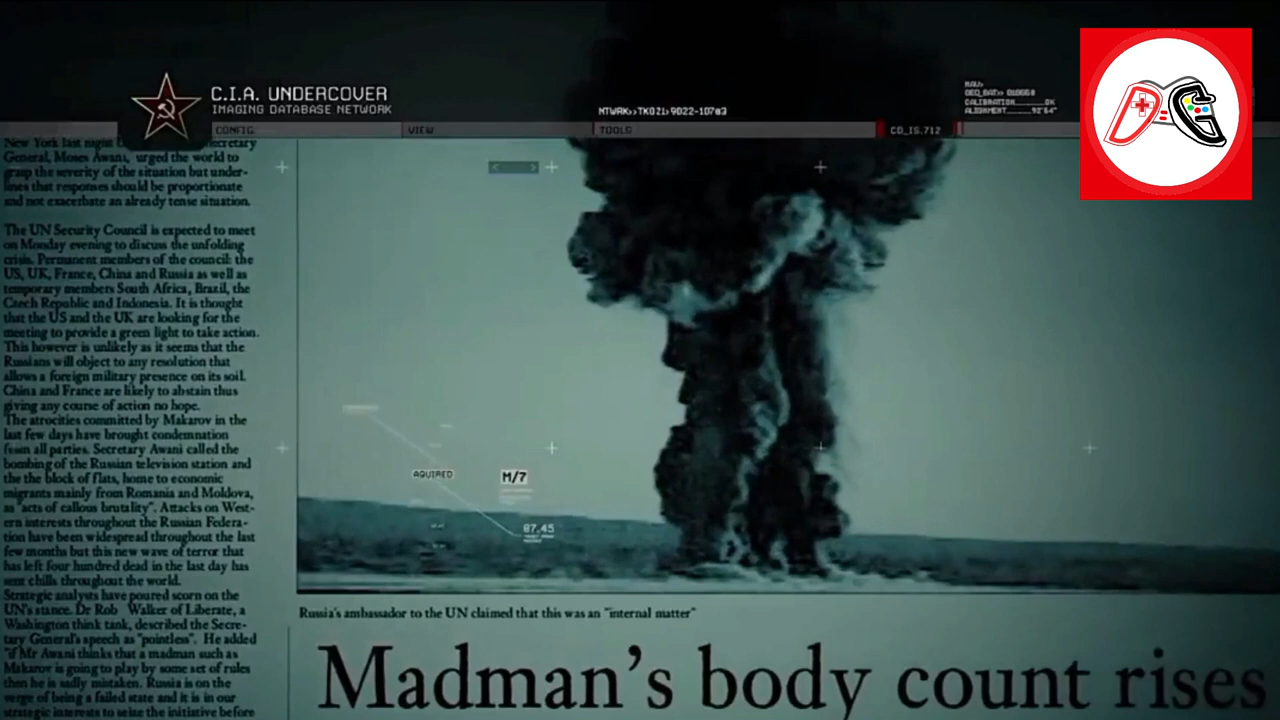 C.I.A. UNDERCOVER
IMAGING DATABASE NETWORK
NTWRK>>TK021>9022-10703
CALIBRATION______OK
CONFIG.
VIEW
TOOLS
CD_IS.712
New York last night
General, Moses Awani, urged the world to
grasp the severity of the situation but under-
lines that responses should be proportionate
and not exacerbate an already tense situation.
The UN Security Council is expected to meet
on Monday evening to discuss the unfolding
crisis. Permanent members of the council: the
US, UK, France, China and Russia as well as
temporary members South Africa, Brazil, the
Czech Republic and Indonesia. It is thought
that the US and the UK are looking for the
meeting to provide a green light to take action.
This however is unlikely as it seems that the
Russians will object to any resolution that
allows a foreign military presence on its soil.
China and France are likely to abstain thus
giving any course of action no hope.
The atrocities committed by Makarov in the
last few days have brought condemnation
from all parties. Secretary Awani called the
bombing of the Russian television station and
the the block of flats, home to economic
migrants mainly from Romania and Moldova,
as "acts of callous brutality". Attacks on West-
ern interests throughout the Russian Federa-
tion have been widespread throughout the last
few months but this new wave of terror that
has left four hundred dead in the last day has
sent chills throughout the world.
Strategic analysts have poured scorn on the
UN's stance. Dr Rob Walker of Liberate, a
Washington think tank, described the Secre-
tary General's speech as "pointless". He added
"if Mr Awani thinks that a madman such as
Makarov is going to play by some set of rules
then he is sadly mistaken. Russia is on the
verge of being a failed state and it is in our
strategic interests to seize the initiative before
AQUIRED
M/7
87.45
Russia's ambassador to the UN claimed that this was an "internal matter"
Madman's body count rises